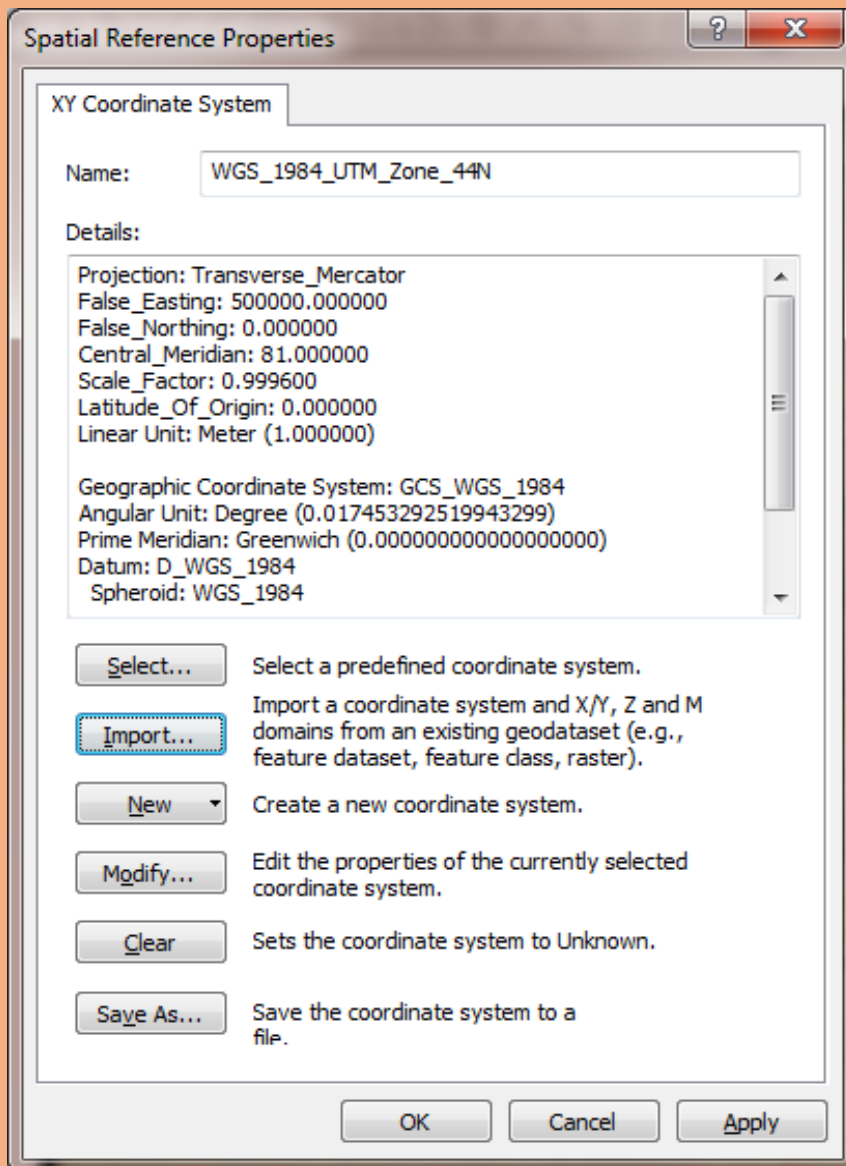 Spatial Reference Properties
XY Coordinate System
Name: WGS_1984_UTM_Zone_44N
Details:
Projection: Transverse_Mercator
False_Easting: 500000.000000
False_Northing: 0.000000
Central_Meridian: 81.000000
Scale_Factor: 0.999600
Latitude_Of_Origin: 0.000000
Linear Unit: Meter (1.000000)
Geographic Coordinate System: GCS_WGS_1984
Angular Unit: Degree (0.017453292519943299)
Prime Meridian: Greenwich (0.000000000000000000)
Datum: D_WGS_1984
Spheroid: WGS_1984
Select... Select a predefined coordinate system.
Import... Import a coordinate system and X/Y, Z and M
domains from an existing geodataset (e.g.,
feature dataset, feature class, raster).
New Create a new coordinate system.
Modify... Edit the properties of the currently selected
coordinate system.
Clear Sets the coordinate system to Unknown.
Save As... Save the coordinate system to a
file.
OK Cancel Apply